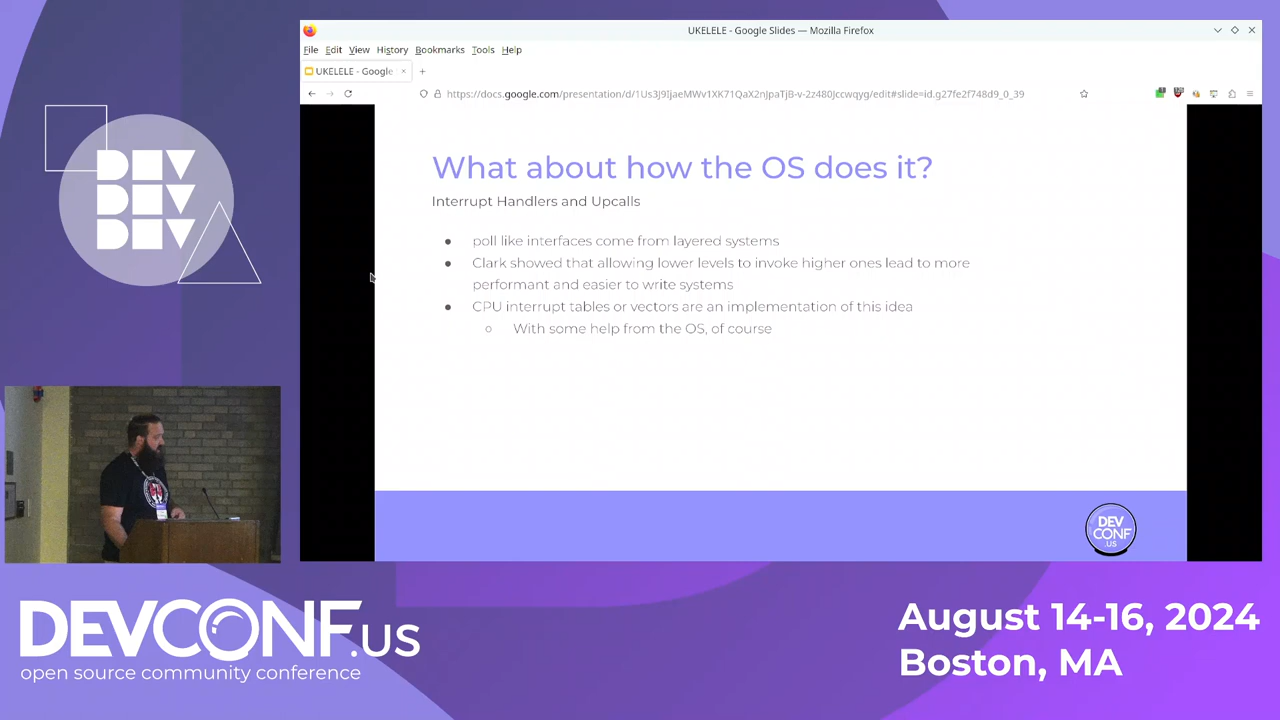 UKELELE - Google Slides — Mozilla Firefox
File Edit View History Bookmarks Tools Help
UKELELE - Google
https://docs.google.com/presentation/d/1Us3J9IjaeMWv1XK71QaX2nJpaTjB-v-2z480Jccwqyg/edit#slide=id.g27fe2f748d9_0_39
DEV
DEV
DEV
What about how the OS does it?
Interrupt Handlers and Upcalls
● poll like interfaces come from layered systems
● Clark showed that allowing lower levels to invoke higher ones lead to more
performant and easier to write systems
● CPU interrupt tables or vectors are an implementation of this idea
○ With some help from the OS, of course
DEV
CONF
.US
DEVCONF.US
open source community conference
August 14-16, 2024
Boston, MA